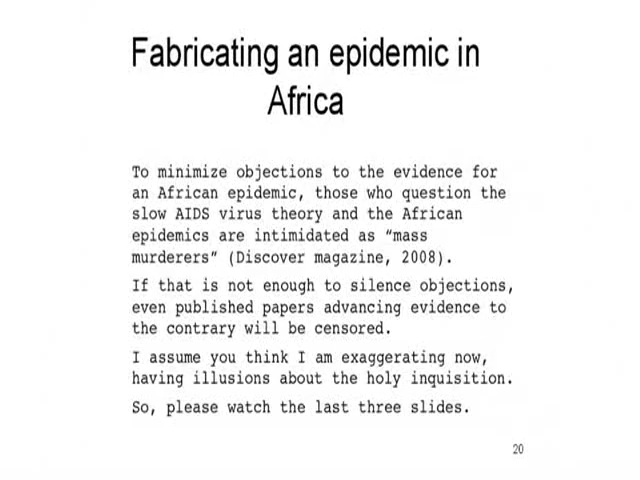 Fabricating an epidemic in
Africa
To minimize objections to the evidence for
an African epidemic, those who question the
slow AIDS virus theory and the African
epidemics are intimidated as “mass
murderers” (Discover magazine, 2008).
If that is not enough to silence objections,
even published papers advancing evidence to
the contrary will be censored.
I assume you think I am exaggerating now,
having illusions about the holy inquisition.
So, please watch the last three slides.
20